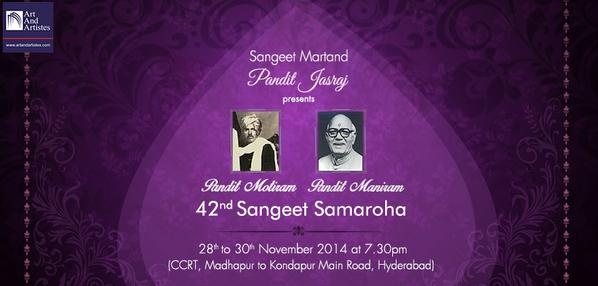 Art
And
Artistes
www.artandartistes.com
Sangeet Martand
Pandit Jasraj
presents
Pandit Motiram Pandit Maniram
42nd Sangeet Samaroha
28th to 30th November 2014 at 7.30pm
(CCRT, Madhapur to Kondapur Main Road, Hyderabad)